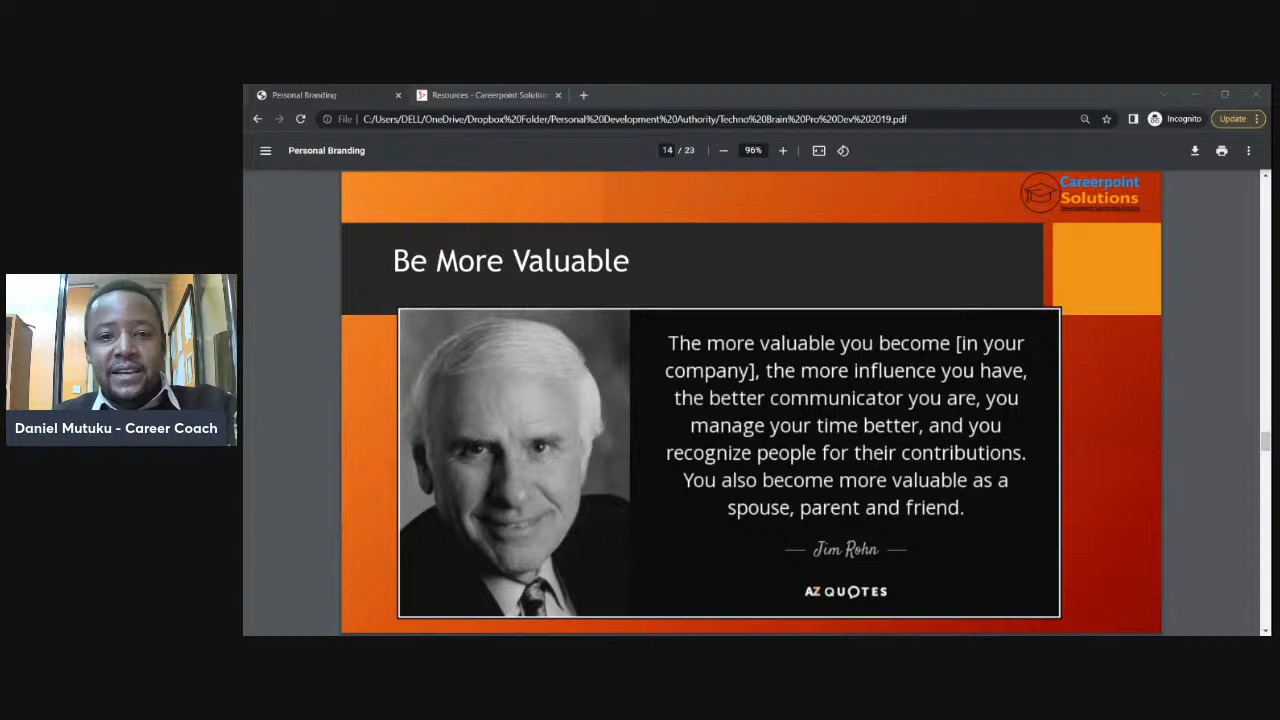 Personal Branding
Resources - Careerpoint Solution
File
C:/Users/DELL/OneDrive/Dropbox%20Folder/Personal%20Development%20Authority/Techno%20Brain%20Pro%20Dev%202019.pdf
Incognito
Update
Personal Branding
14 / 23
96%
Careerpoint
Solutions
Be More Valuable
The more valuable you become [in your
company], the more influence you have,
the better communicator you are, you
manage your time better, and you
recognize people for their contributions.
You also become more valuable as a
spouse, parent and friend.
Jim Rohn
AZ QUOTES
Daniel Mutuku - Career Coach